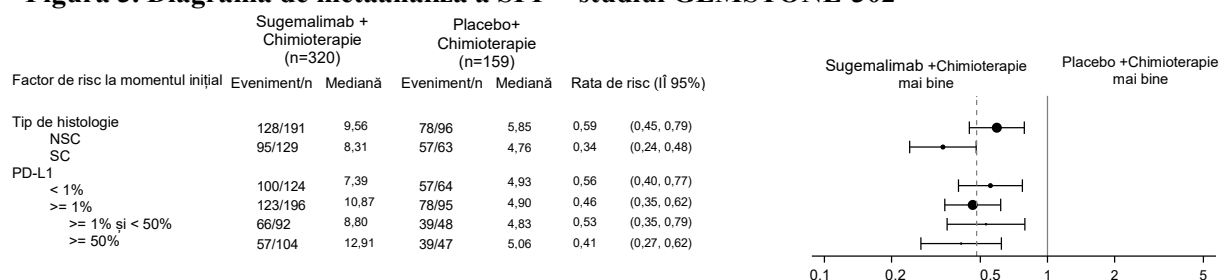 Diagrama de metaanaliză a studiul GEMSTONE-302
Sugemalimab + Chimioterapie (n=320)
Placebo+ Chimioterapie (n=159)
Factor de risc la momentul inițial Eveniment/n Mediană Eveniment/n Mediană Rata de risc (IÎ 95%)
Tip de histologie
NSC 128/191 9,56 78/96 5,85 0,59 (0,45, 0,79)
SC 95/129 8,31 57/63 4,76 0,34 (0,24, 0,48)
PD-L1
< 1% 100/124 7,39 57/64 4,93 0,56 (0,40, 0,77)
>= 1% 123/196 10,87 78/95 4,90 0,46 (0,35, 0,62)
>= 1% și < 50% 66/92 8,80 39/48 4,83 0,53 (0,35, 0,79)
>= 50% 57/104 12,91 39/47 5,06 0,41 (0,27, 0,62)
Sugemalimab +Chimioterapie mai bine
Placebo +Chimioterapie mai bine
0,1 0,2 0,5 1 2 5